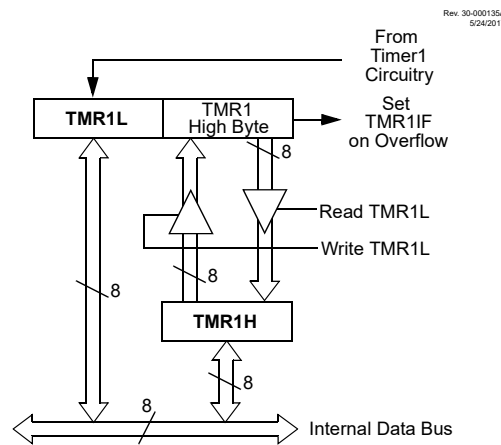 Rev. 30-000135
5/24/201
From
Timer1
Circuitry
TMR1L
TMR1
High Byte
Set
TMR1IF
on Overflow
8
Read TMR1L
Write TMR1L
8
8
TMR1H
8
8
Internal Data Bus